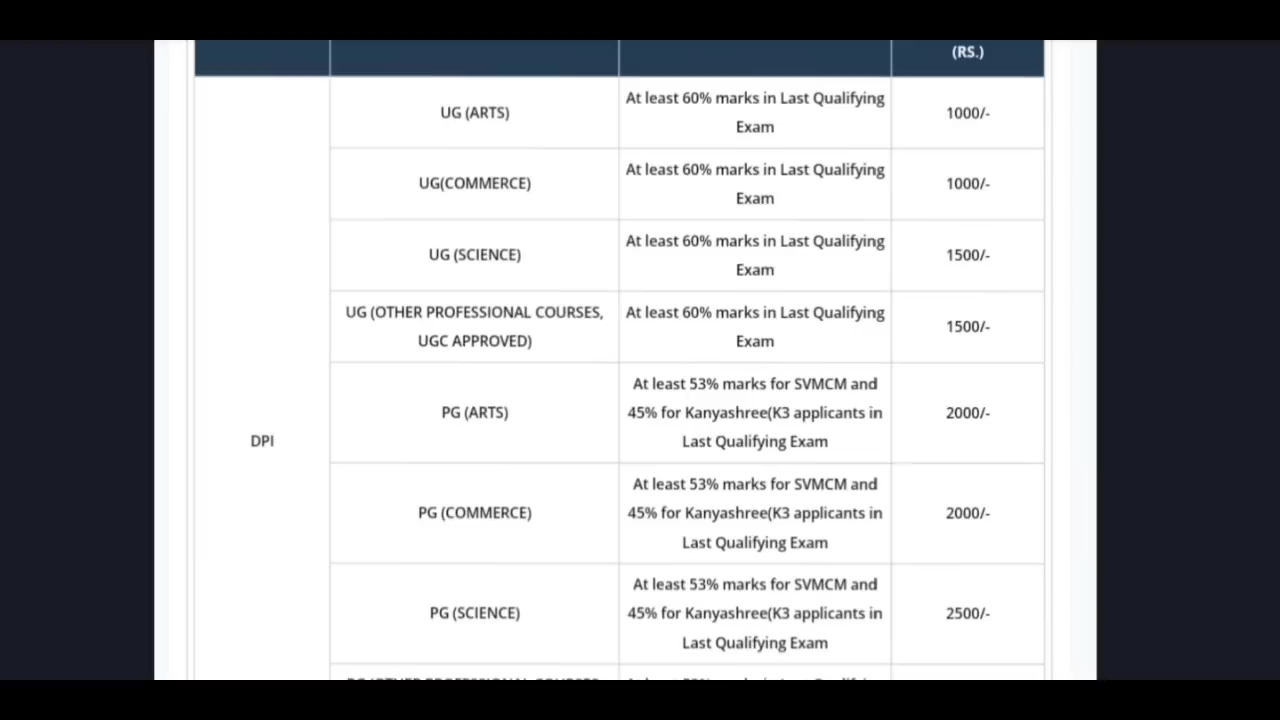 (RS.)
UG (ARTS)
At least 60% marks in Last Qualifying
Exam
1000/-
UG(COMMERCE)
At least 60% marks in Last Qualifying
Exam
1000/-
UG (SCIENCE)
At least 60% marks in Last Qualifying
Exam
1500/-
UG (OTHER PROFESSIONAL COURSES,
UGC APPROVED)
At least 60% marks in Last Qualifying
Exam
1500/-
DPI
PG (ARTS)
At least 53% marks for SVMCM and
45% for Kanyashree(K3 applicants in
Last Qualifying Exam
2000/-
PG (COMMERCE)
At least 53% marks for SVMCM and
45% for Kanyashree(K3 applicants in
Last Qualifying Exam
2000/-
PG (SCIENCE)
At least 53% marks for SVMCM and
45% for Kanyashree(K3 applicants in
Last Qualifying Exam
2500/-